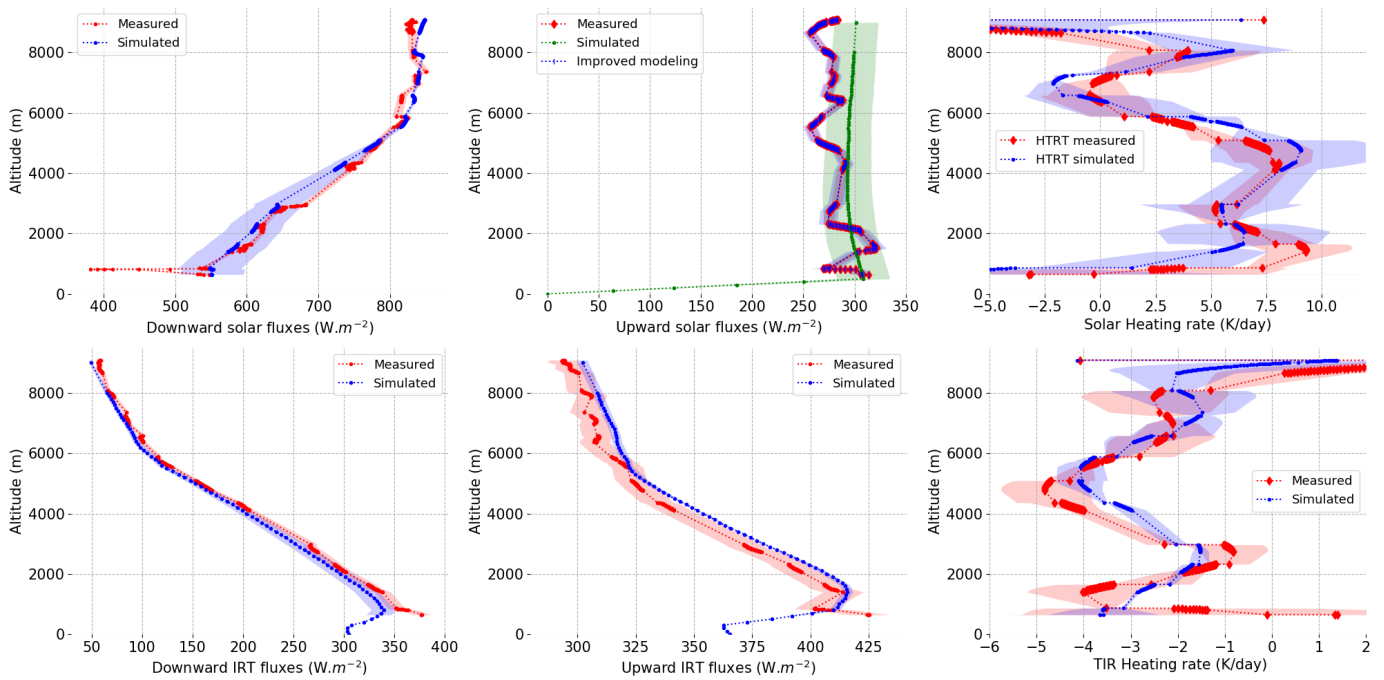 Measured
Simulated
Altitude (m)
8000
6000
4000
2000
0
400
500
600
700
800
Downward solar fluxes (W.m⁻²)
Measured
Simulated
Improved modeling
Altitude (m)
8000
6000
4000
2000
0
0
50
100
150
200
250
300
350
Upward solar fluxes (W.m⁻²)
HTRT measured
HTRT simulated
Altitude (m)
8000
6000
4000
2000
0
-5.0
-2.5
0.0
2.5
5.0
7.5
10.0
Solar Heating rate (K/day)
Measured
Simulated
Altitude (m)
8000
6000
4000
2000
0
50
100
150
200
250
300
350
400
Downward IRT fluxes (W.m⁻²)
Measured
Simulated
Altitude (m)
8000
6000
4000
2000
0
300
325
350
375
400
425
Upward IRT fluxes (W.m⁻²)
Measured
Simulated
Altitude (m)
8000
6000
4000
2000
0
−6
−5
−4
−3
−2
−1
0
1
2
TIR Heating rate (K/day)